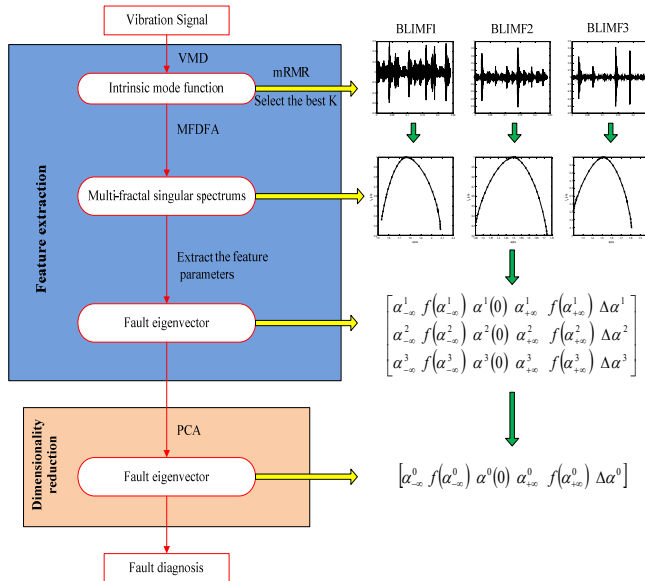 Vibration Signal
VMD
Intrinsic mode function
mRMR
Select the best K
MFDFA
Multi-fractal singular spectrums
Extract the feature
parameters
Fault eigenvector
Feature extraction
PCA
Fault eigenvector
Dimensionality
reduction
Fault diagnosis
BLIMF1 BLIMF2 BLIMF3
α¹₋∞ f(α¹₋∞) α¹(0) α¹₊∞ f(α¹₊∞) Δα¹
α²₋∞ f(α²₋∞) α²(0) α²₊∞ f(α²₊∞) Δα²
α³₋∞ f(α³₋∞) α³(0) α³₊∞ f(α³₊∞) Δα³
[α⁰₋∞ f(α⁰₋∞) α⁰(0) α⁰₊∞ f(α⁰₊∞) Δα⁰]